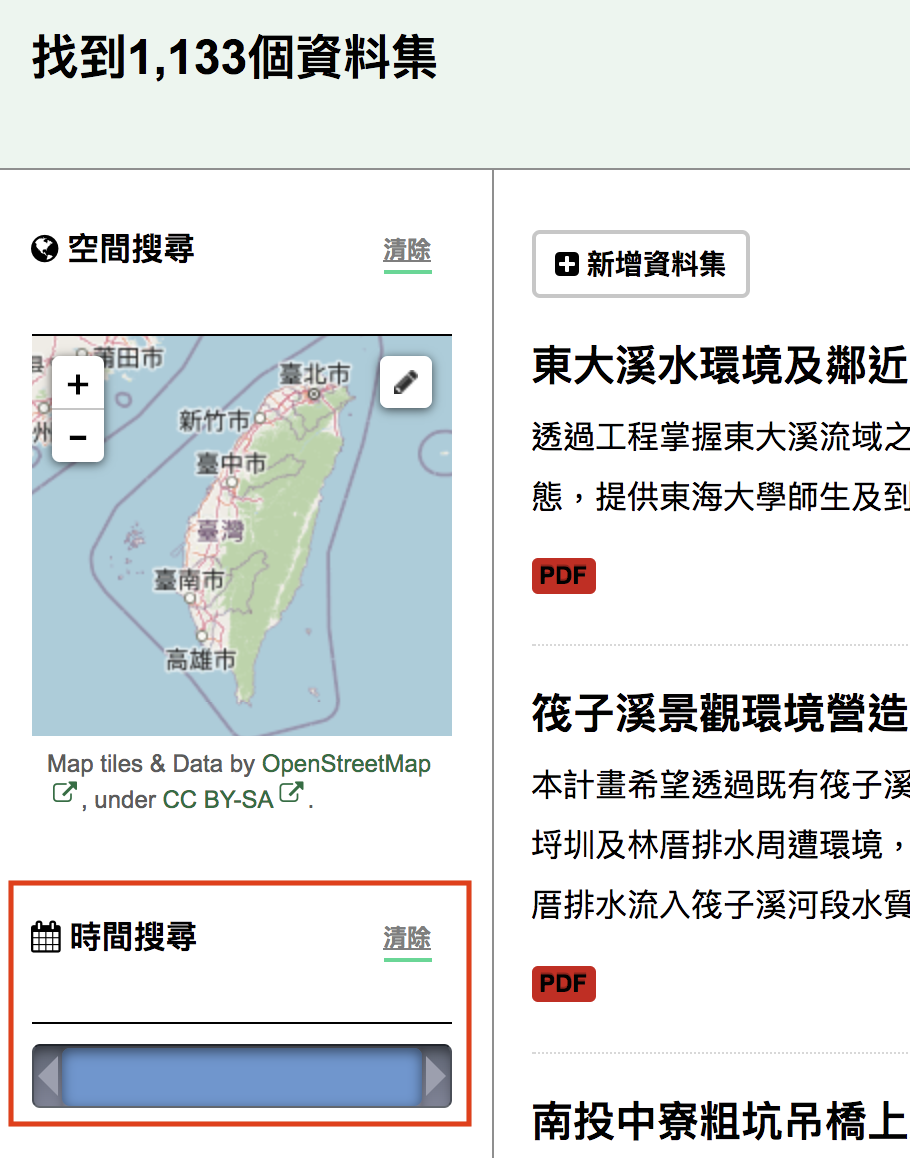 找到1,133個資料集
空間搜尋
清除
莆田市
+
-
臺北市
新竹市
臺中市
臺灣
臺南市
高雄市
Map tiles & Data by OpenStreetMap
, under CC BY-SA .
時間搜尋
清除
新增資料集
東大溪水環境及鄰近
透過工程掌握東大溪流域之
態，提供東海大學師生及到
PDF
筏子溪景觀環境營造
本計畫希望透過既有筏子溪
埒圳及林厝排水周遭環境，
厝排水流入筏子溪河段水質
PDF
南投中寮粗坑吊橋上